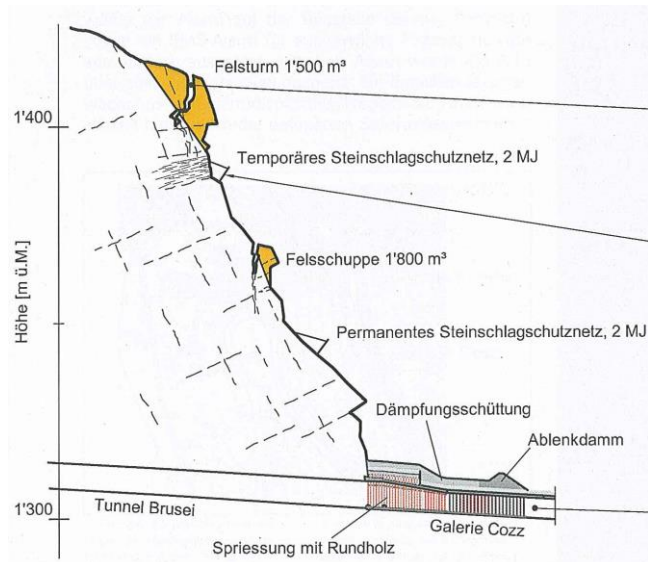 Felsturm 1'500 m³
1'400
Temporäres Steinschlagschutznetz, 2 MJ
Höhe [m ü.M.]
Felsschuppe 1'800 m³
Permanentes Steinschlagschutznetz, 2 MJ
Dämpfungsschüttung
Ablenkdamm
Tunnel Brusei
1'300
Galerie Cozz
Spriessung mit Rundholz